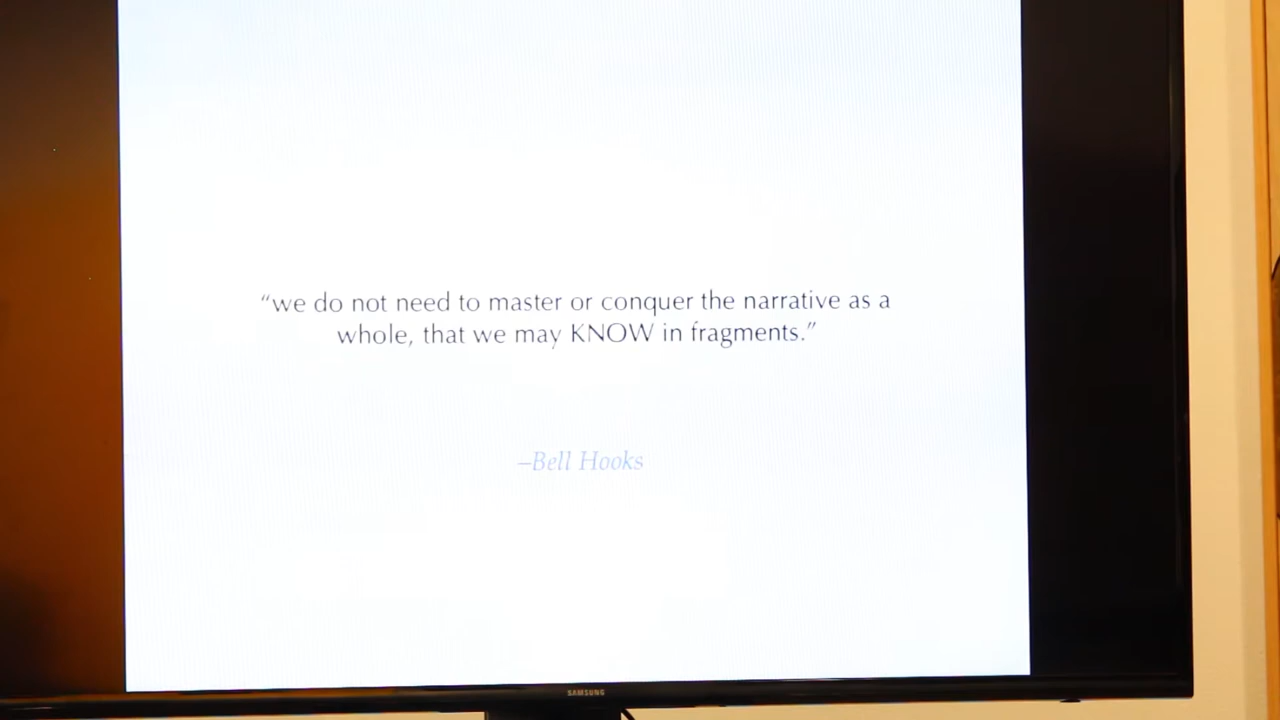 “we do not need to master or conquer the narrative as a
whole, that we may KNOW in fragments.”
–Bell Hooks
SAMSUNG